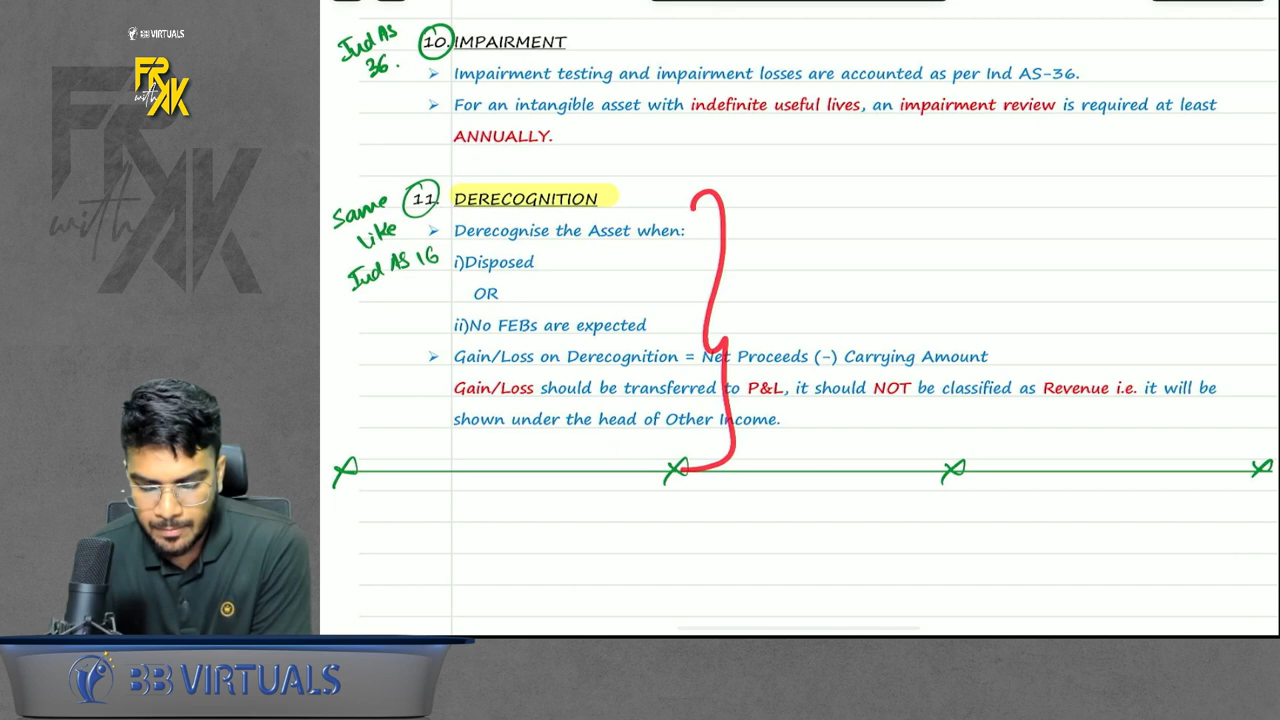 BB VIRTUALS
FR
with
AK
FR
with
AK
Ind AS
36.
10. IMPAIRMENT
Impairment testing and impairment losses are accounted as per Ind AS-36.
For an intangible asset with indefinite useful lives, an impairment review is required at least
ANNUALLY.
Same
like
Ind AS 16
11. DERECOGNITION
Derecognise the Asset when:
i)Disposed
OR
ii)No FEBs are expected
Gain/Loss on Derecognition = Net Proceeds (-) Carrying Amount
Gain/Loss should be transferred to P&L, it should NOT be classified as Revenue i.e. it will be
shown under the head of Other Income.
BB VIRTUALS